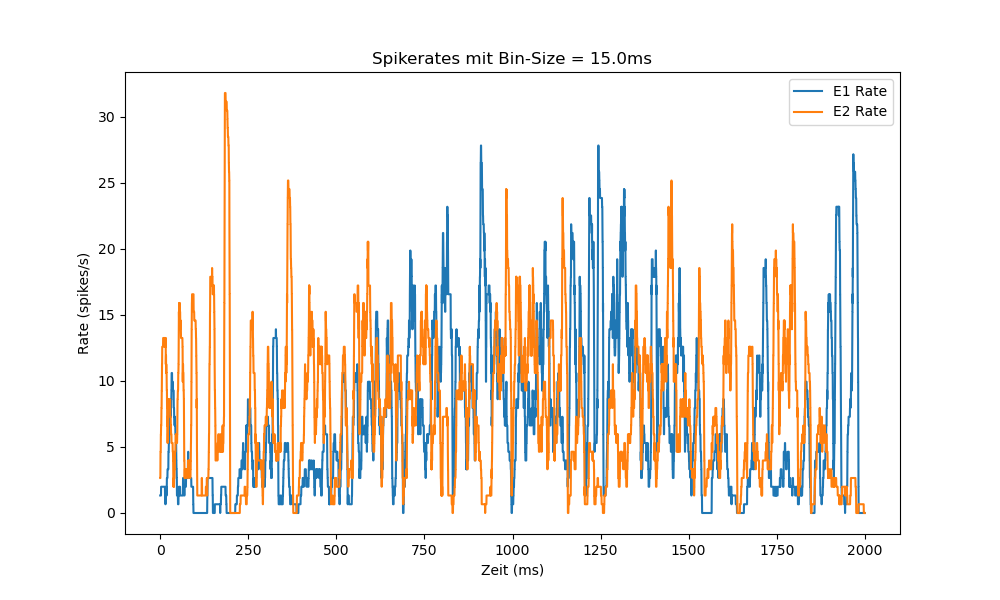 Spikerates mit Bin-Size = 15.0ms
E1 Rate
E2 Rate
Rate (spikes/s)
30
25
20
15
10
5
0
0 250 500 750 1000 1250 1500 1750 2000
Zeit (ms)